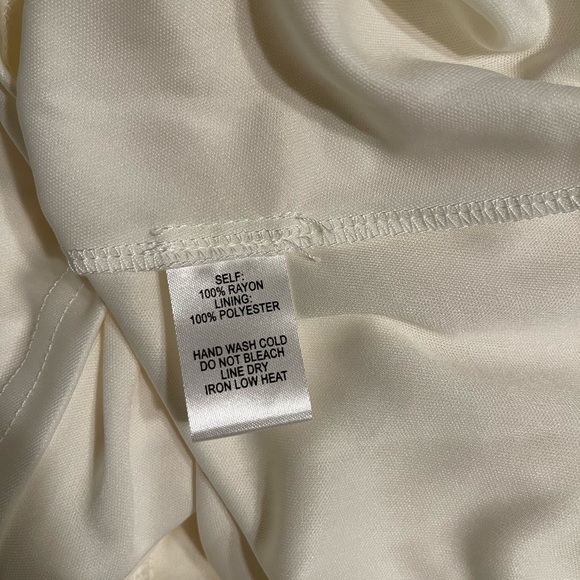 SELF:
100% RAYON
LINING:
100% POLYESTER
HAND WASH COLD
DO NOT BLEACH
LINE DRY
IRON LOW HEAT